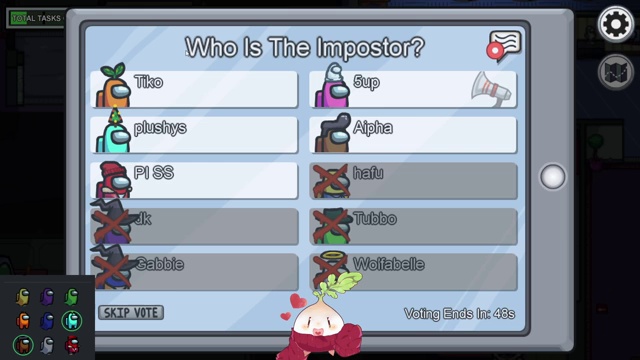 TOTAL TASKS
Who Is The Impostor?
Tiko
5up
plushys
Aipha
PI SS
hafu
Jk
Tubbo
Gabbie
Wolfabelle
SKIP VOTE
Voting Ends In: 48s